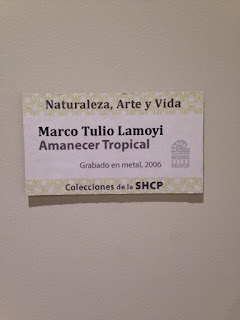 Naturaleza, Arte y Vida
Marco Tulio Lamoyi
Amanecer Tropical
Grabado en metal, 2006
Colecciones de la SHCP